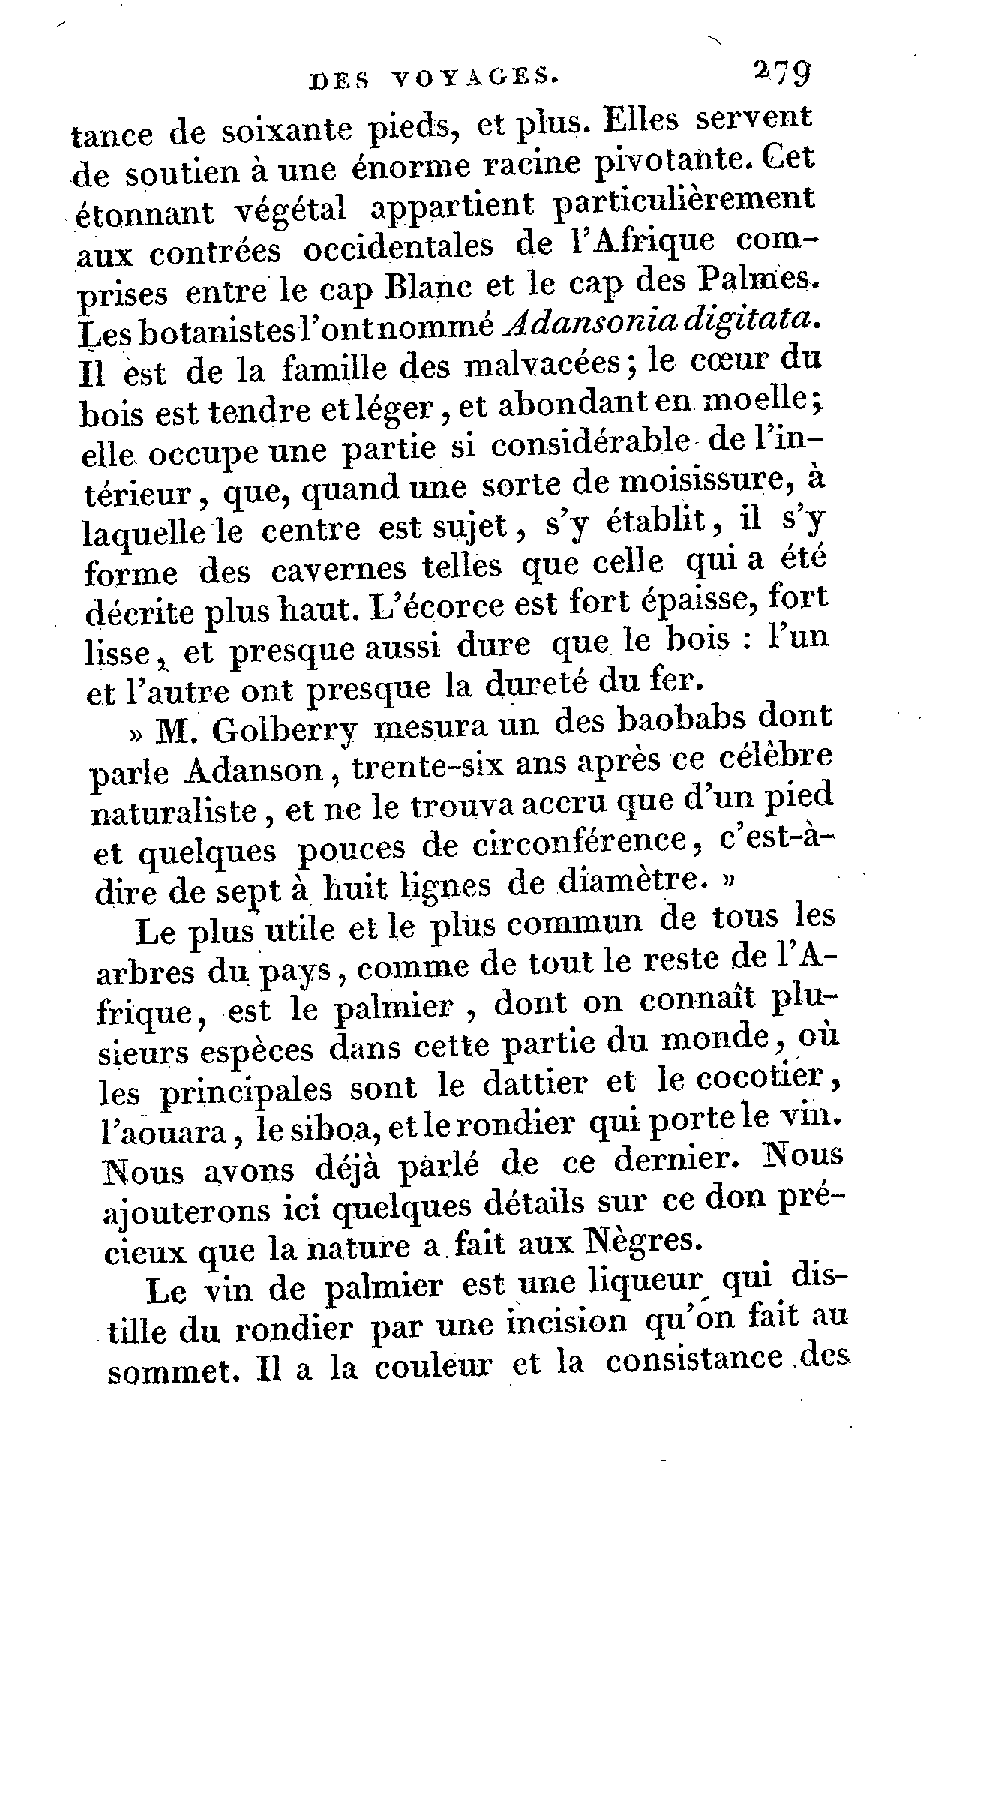 DES VOYAGES. 279
tance de soixante pieds, et plus. Elles servent
de soutien à une énorme racine pivotante. Cet
étonnant végétal appartient particulièrement
aux contrées occidentales de l'Afrique com-
prises entre le cap Blanc et le cap des Palmes.
Les botanistes l'ont nommé Adansonia digitata.
Il est de la famille des malvacées ; le cœur du
bois est tendre et léger , et abondant en moelle ;
elle occupe une partie si considérable de l'in-
térieur , que, quand une sorte de moisissure, à
laquelle le centre est sujet , s'y établit , il s'y
forme des cavernes telles que celle qui a été
décrite plus haut. L'écorce est fort épaisse, fort
lisse, et presque aussi dure que le bois : l'un
et l'autre ont presque la dureté du fer.
» M. Golberry mesura un des baobabs dont
parle Adanson , trente-six ans après ce célèbre
naturaliste , et ne le trouva accru que d'un pied
et quelques pouces de circonférence, c'est-à-
dire de sept à huit lignes de diamètre. »
Le plus utile et le plus commun de tous les
arbres du pays, comme de tout le reste de l'A-
frique, est le palmier , dont on connaît plu-
sieurs espèces dans cette partie du monde, où
les principales sont le dattier et le cocotier,
l'aouara , le siboa, et le rondier qui porte le vin.
Nous avons déjà parlé de ce dernier. Nous
ajouterons ici quelques détails sur ce don pré-
cieux que la nature a fait aux Nègres.
Le vin de palmier est une liqueur qui dis-
tille du rondier par une incision qu'on fait au
sommet. Il a la couleur et la consistance des